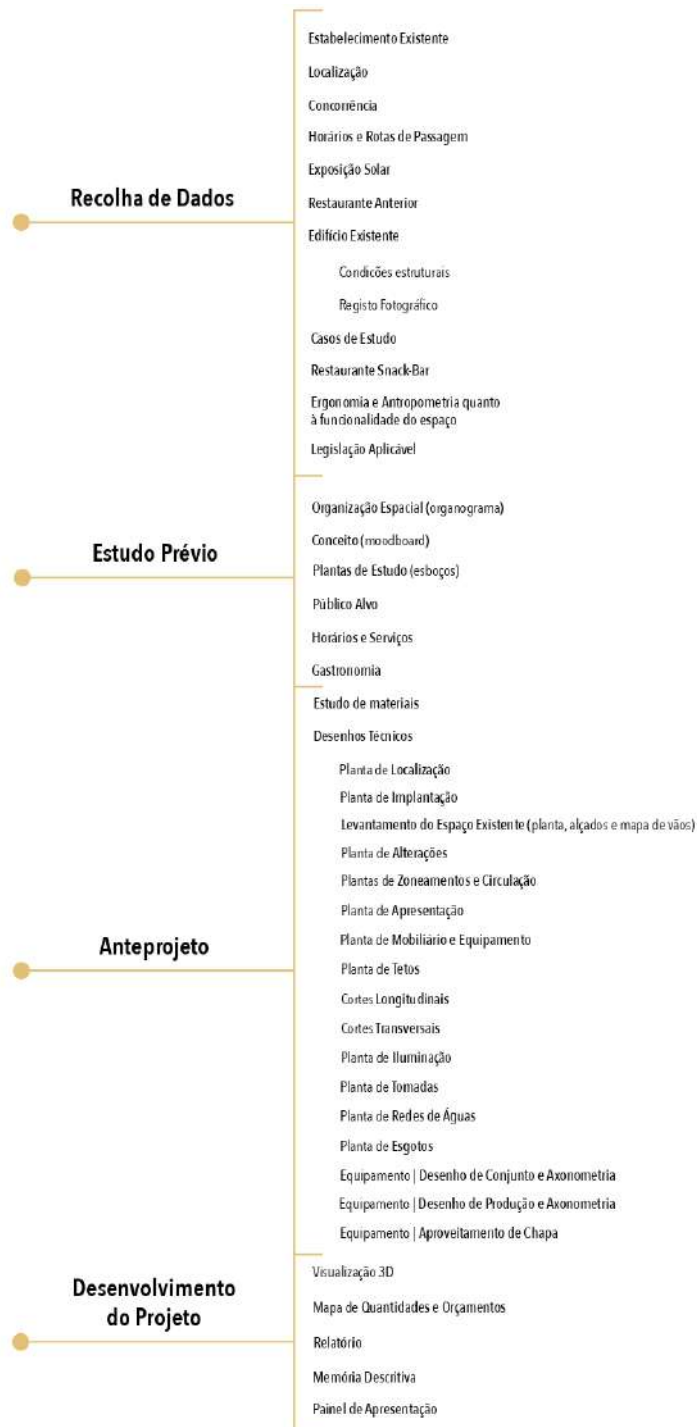 Recolha de Dados
Estabelecimento Existente
Localização
Concorrência
Horários e Rotas de Passagem
Exposição Solar
Restaurante Anterior
Edifício Existente
Condições estruturais
Registo Fotográfico
Casos de Estudo
Restaurante Snack-Bar
Ergonomia e Antropometria quanto
à funcionalidade do espaço
Legislação Aplicável
Estudo Prévio
Organização Espacial (organograma)
Conceito (moodboard)
Plantas de Estudo (esboços)
Público Alvo
Horários e Serviços
Gastronomia
Anteprojeto
Estudo de materiais
Desenhos Técnicos
Planta de Localização
Planta de Implantação
Levantamento do Espaço Existente (planta, alçados e mapa de vãos)
Planta de Alterações
Plantas de Zoneamentos e Circulação
Planta de Apresentação
Planta de Mobiliário e Equipamento
Planta de Tetos
Cortes Longitudinais
Cortes Transversais
Planta de Iluminação
Planta de Tomadas
Planta de Redes de Águas
Planta de Esgotos
Equipamento | Desenho de Conjunto e Axonometria
Equipamento | Desenho de Produção e Axonometria
Equipamento | Aproveitamento de Chapa
Desenvolvimento
do Projeto
Visualização 3D
Mapa de Quantidades e Orçamentos
Relatório
Memória Descritiva
Painel de Apresentação